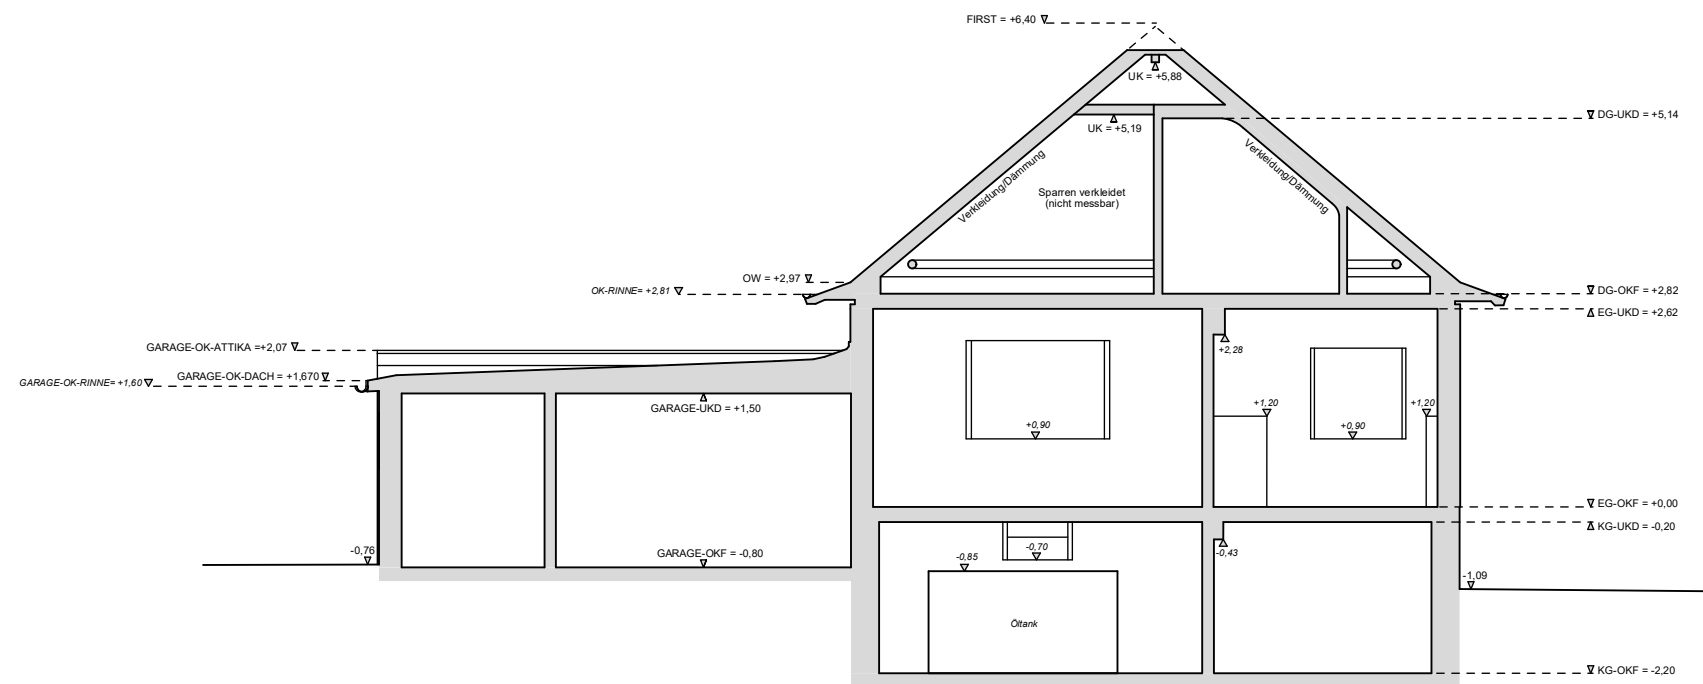 FIRST = +6,40
UK = +5,88
DG-UKD = +5,14
UK = +5,19
Verkleidung/Dämmung
Verkleidung/Dämmung
Sparren verkleidet
(nicht messbar)
OW = +2,97
OK-RINNE= +2,81
DG-OKF = +2,82
EG-UKD = +2,62
GARAGE-OK-ATTIKA =+2,07
+2,28
GARAGE-OK-DACH = +1,670
GARAGE-OK-RINNE= +1,60
GARAGE-UKD = +1,50
+1,20
+1,20
+0,90
+0,90
EG-OKF = +0,00
KG-UKD = -0,20
-0,76
GARAGE-OKF = -0,80
-0,85
-0,70
-0,43
-1,09
Öltank
KG-OKF = -2,20